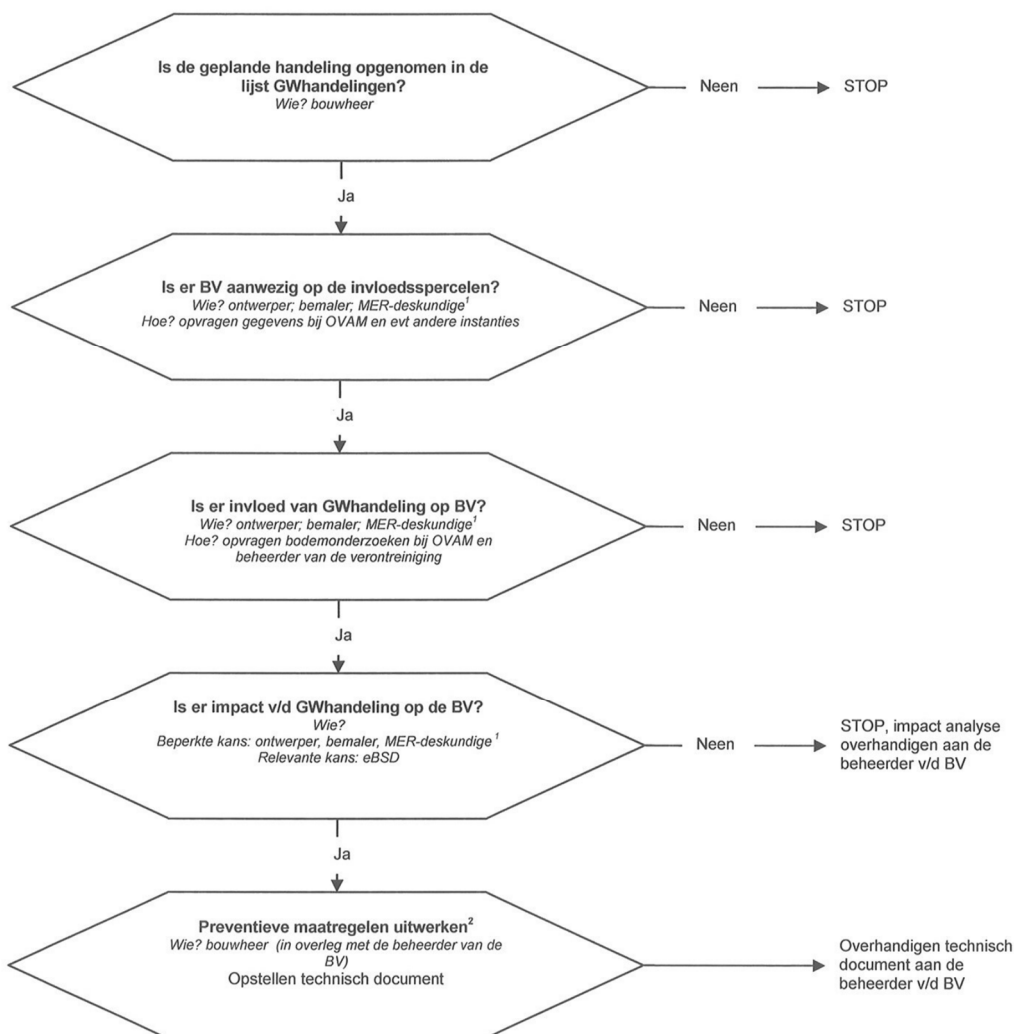 Is de geplande handeling opgenomen in de
lijst GWhandelingen?
Wie? bouwheer
Neen
STOP
Ja
Is er BV aanwezig op de invloedsspercelen?
Wie? ontwerper; bemaler; MER-deskundige¹
Hoe? opvragen gegevens bij OVAM en evt andere instanties
Neen
STOP
Ja
Is er invloed van GWhandeling op BV?
Wie? ontwerper; bemaler; MER-deskundige¹
Hoe? opvragen bodemonderzoeken bij OVAM en
beheerder van de verontreiniging
Neen
STOP
Ja
Is er impact v/d GWhandeling op de BV?
Wie?
Beperkte kans: ontwerper, bemaler, MER-deskundige¹
Relevante kans: eBSD
Neen
STOP, impact analyse
overhandigen aan de
beheerder v/d BV
Ja
Preventieve maatregelen uitwerken²
Wie? bouwheer (in overleg met de beheerder van de
BV)
Opstellen technisch document
Overhandigen technisch
document aan de
beheerder v/d BV